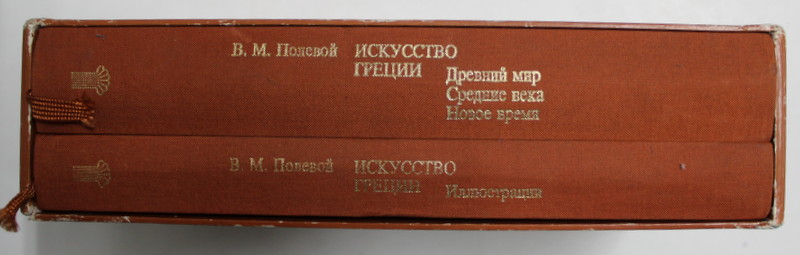 В. М. Полевой ИСКУССТВО
ГРЕЦИИ
Древний мир
Средние века
Новое время
В. М. Полевой ИСКУССТВО
ГРЕЦИИ
Иллюстрации